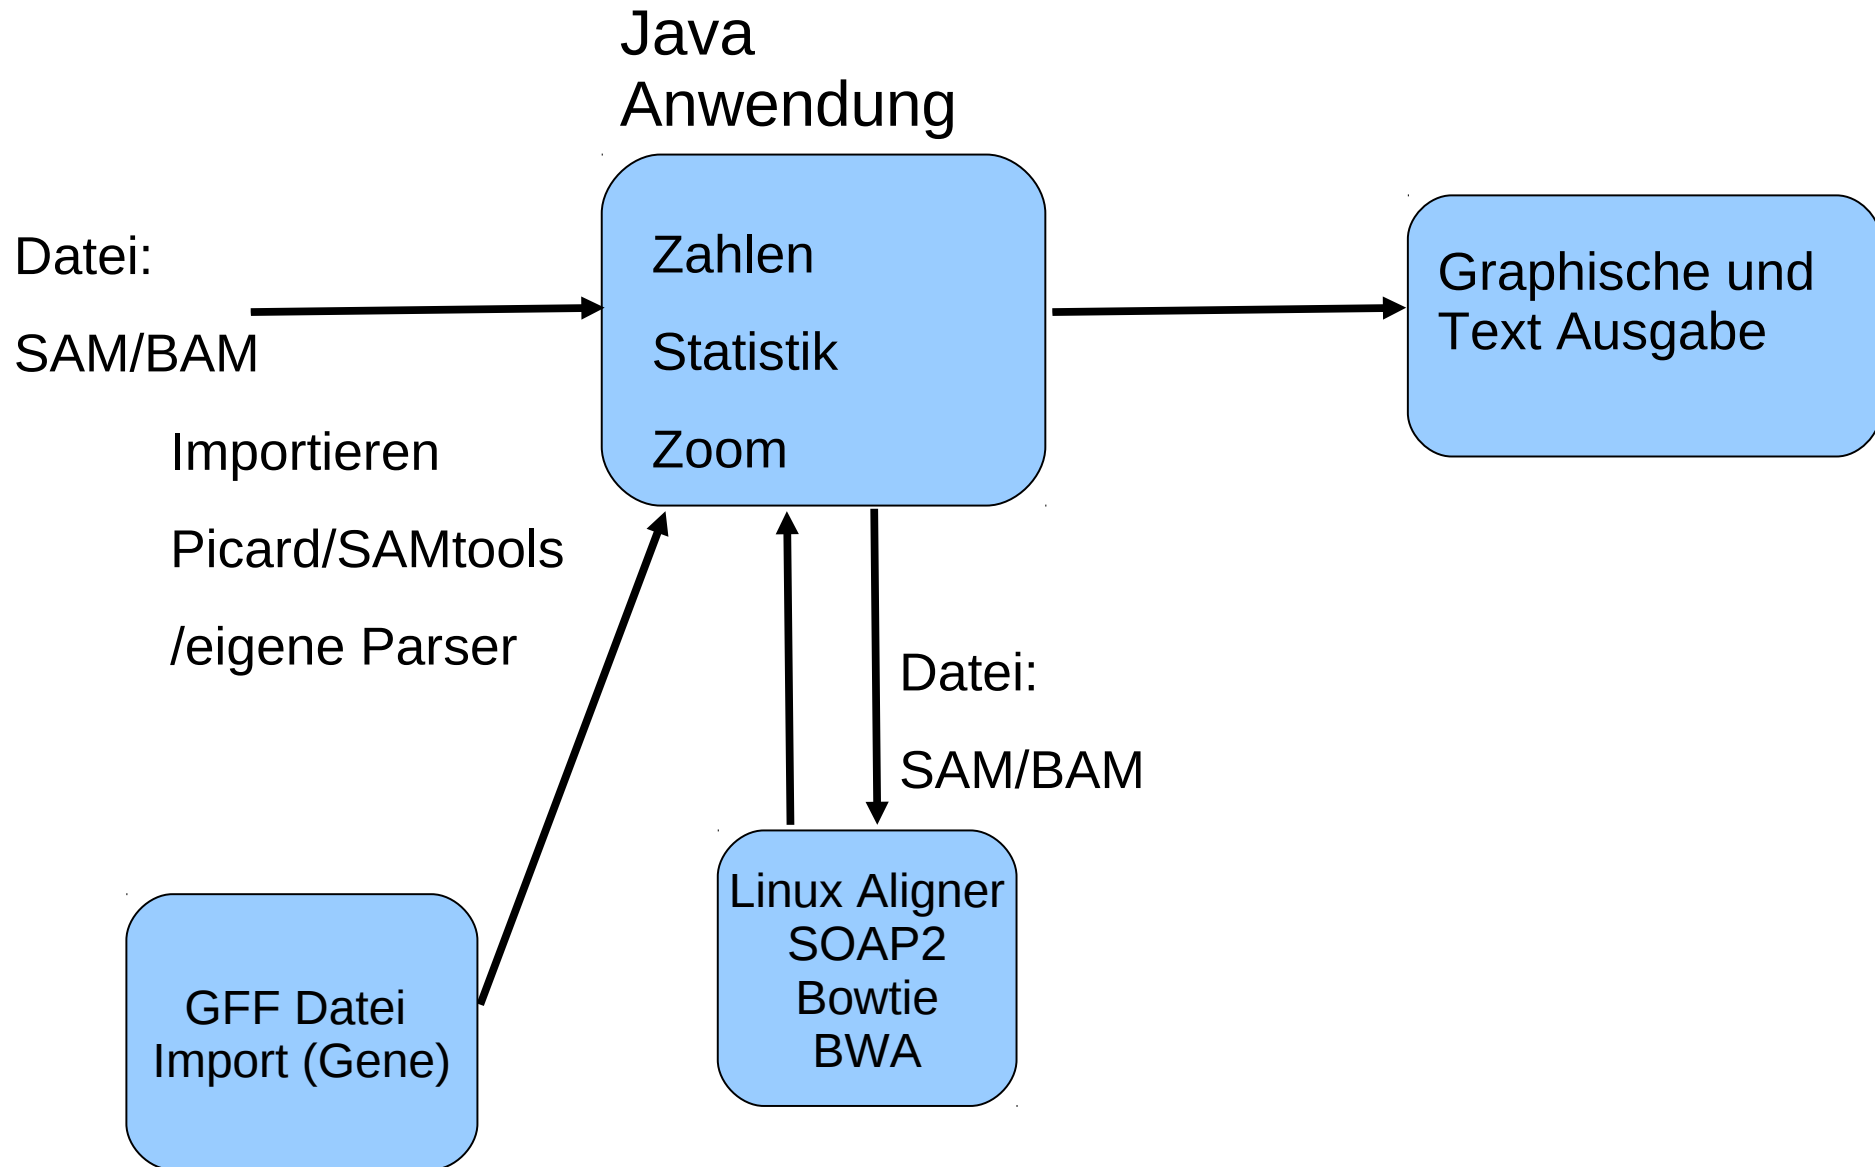 Java
Anwendung
Datei:
SAM/BAM
Importieren
Picard/SAMtools
/eigene Parser
Zahlen
Statistik
Zoom
Graphische und
Text Ausgabe
Datei:
SAM/BAM
Linux Aligner
SOAP2
Bowtie
BWA
GFF Datei
Import (Gene)